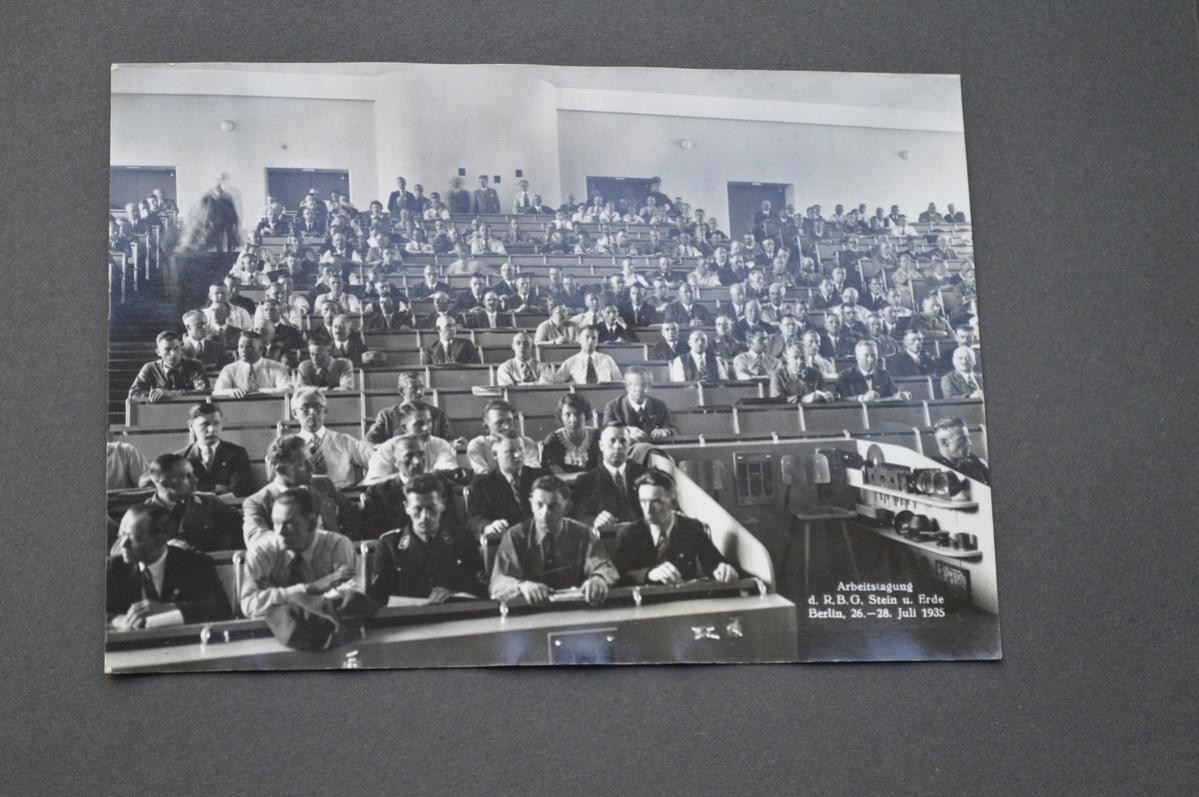 Arbeitstagung
d. R.B.G. Stein u. Erde
Berlin, 26.—28. Juli 1935